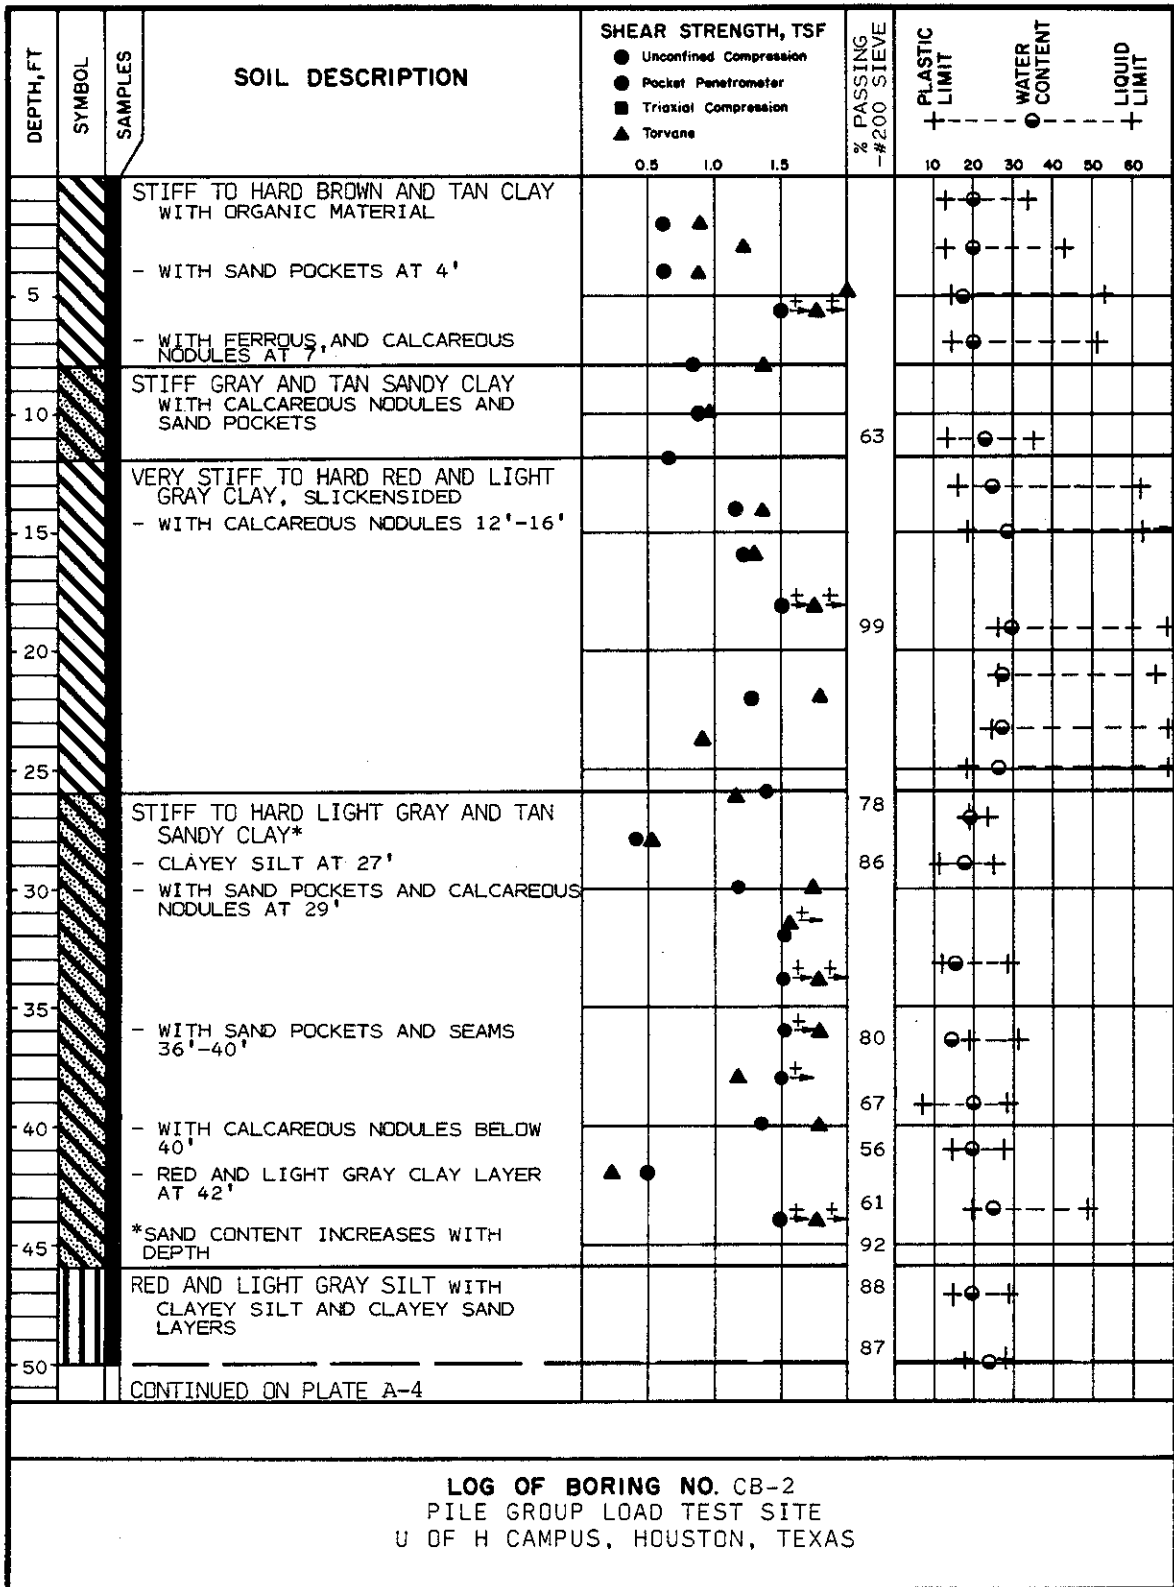 DEPTH, FT
SYMBOL
SAMPLES
SOIL DESCRIPTION
SHEAR STRENGTH, TSF
Unconfined Compression
Pocket Penetrometer
Triaxial Compression
Torvane
0.5 1.0 1.5
% PASSING
-#200 SIEVE
PLASTIC
LIMIT
WATER
CONTENT
LIQUID
LIMIT
10 20 30 40 50 60
STIFF TO HARD BROWN AND TAN CLAY
WITH ORGANIC MATERIAL
- WITH SAND POCKETS AT 4'
5
- WITH FERROUS AND CALCAREOUS
NODULES AT 7'
STIFF GRAY AND TAN SANDY CLAY
WITH CALCAREOUS NODULES AND
SAND POCKETS
10
63
VERY STIFF TO HARD RED AND LIGHT
GRAY CLAY, SLICKENSIDED
- WITH CALCAREOUS NODULES 12'-16'
15
99
20
25
STIFF TO HARD LIGHT GRAY AND TAN
SANDY CLAY*
78
- CLAYEY SILT AT 27'
86
- WITH SAND POCKETS AND CALCAREOUS
NODULES AT 29'
30
35
- WITH SAND POCKETS AND SEAMS
36'-40'
80
67
40
- WITH CALCAREOUS NODULES BELOW
40'
56
- RED AND LIGHT GRAY CLAY LAYER
AT 42'
61
*SAND CONTENT INCREASES WITH
DEPTH
45
92
RED AND LIGHT GRAY SILT WITH
CLAYEY SILT AND CLAYEY SAND
LAYERS
88
87
50
CONTINUED ON PLATE A-4
LOG OF BORING NO. CB-2
PILE GROUP LOAD TEST SITE
U OF H CAMPUS, HOUSTON, TEXAS